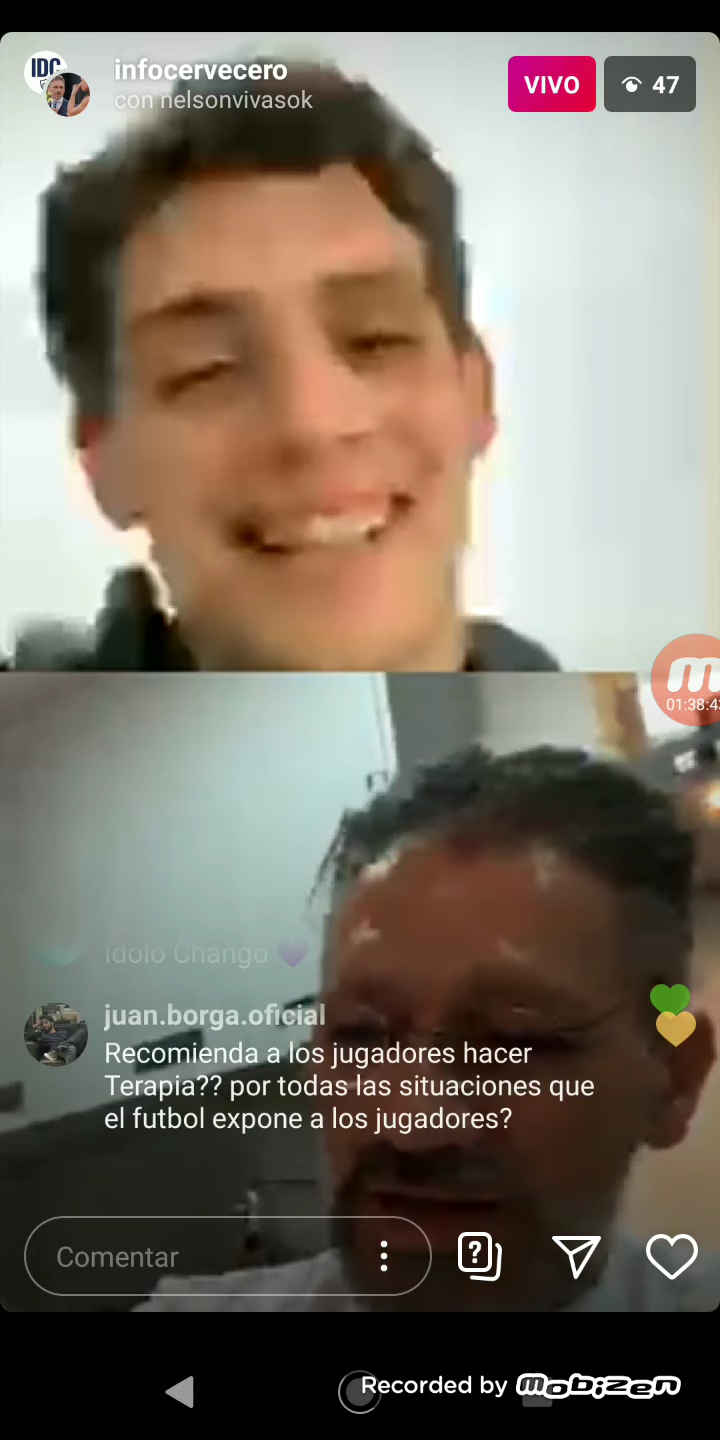 IDC
infocervecero
con nelsonvivasok
VIVO
47
01:38:43
Idolo Chango 💜
juan.borga.oficial
Recomienda a los jugadores hacer
Terapia?? por todas las situaciones que
el futbol expone a los jugadores?
Comentar
Recorded by mobizen